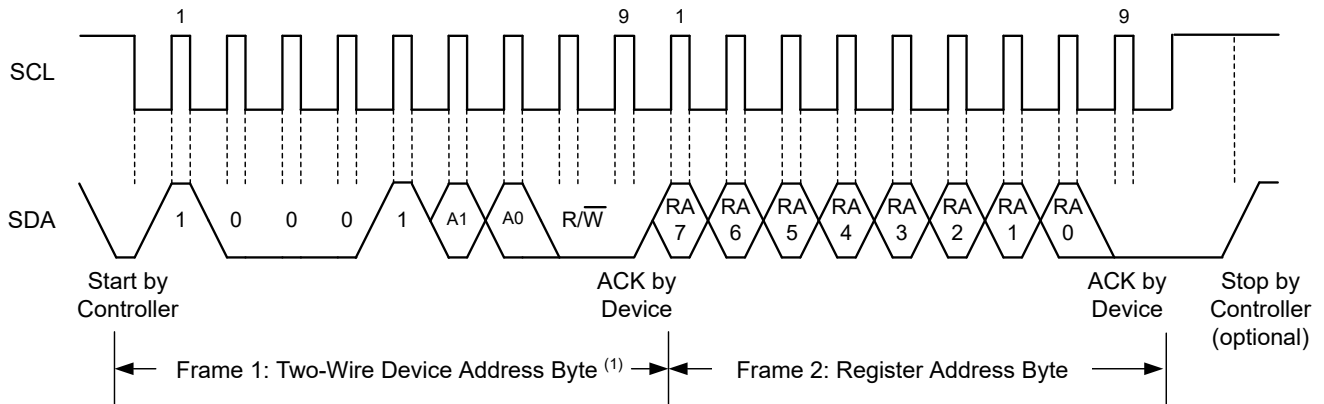 1 9 1 9
SCL
SDA
1 0 0 0 1 A1 A0 R/W̅ RA RA RA RA RA RA RA RA
7 6 5 4 3 2 1 0
Start by
Controller
ACK by
Device
ACK by
Device
Stop by
Controller
(optional)
Frame 1: Two-Wire Device Address Byte (1)
Frame 2: Register Address Byte